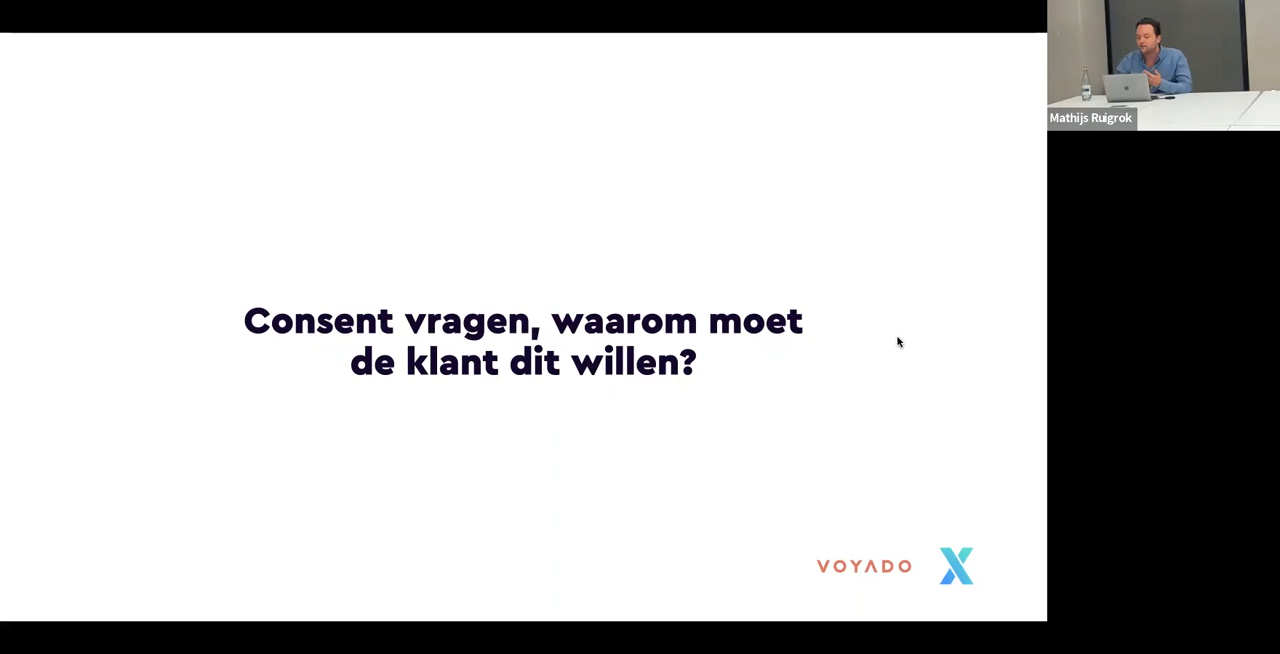 Consent vragen, waarom moet
de klant dit willen?
VOYADO
Mathijs Ruigrok